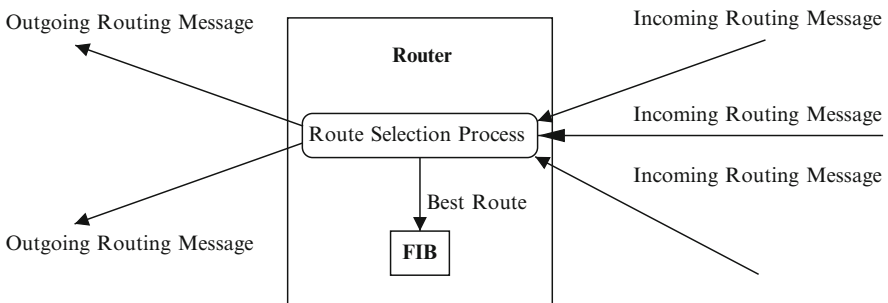 Outgoing Routing Message
Incoming Routing Message
Router
Incoming Routing Message
Route Selection Process
Incoming Routing Message
Best Route
Outgoing Routing Message
FIB